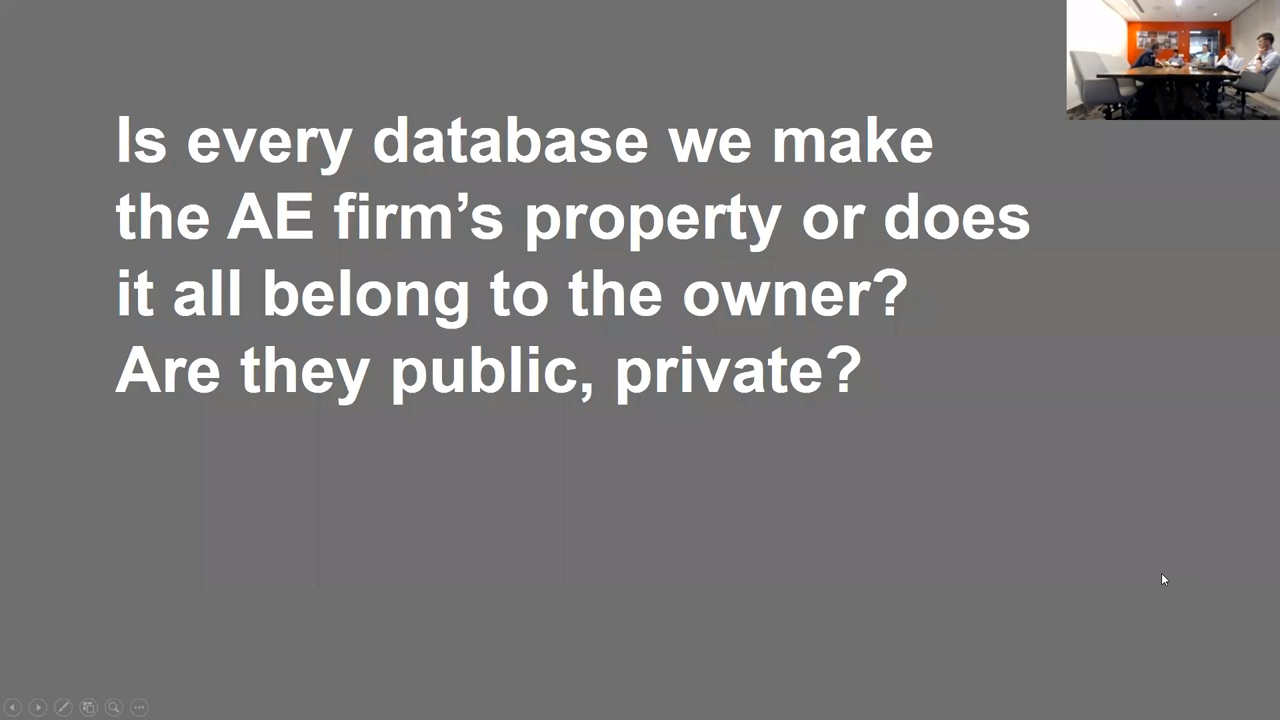 Is every database we make
the AE firm’s property or does
it all belong to the owner?
Are they public, private?